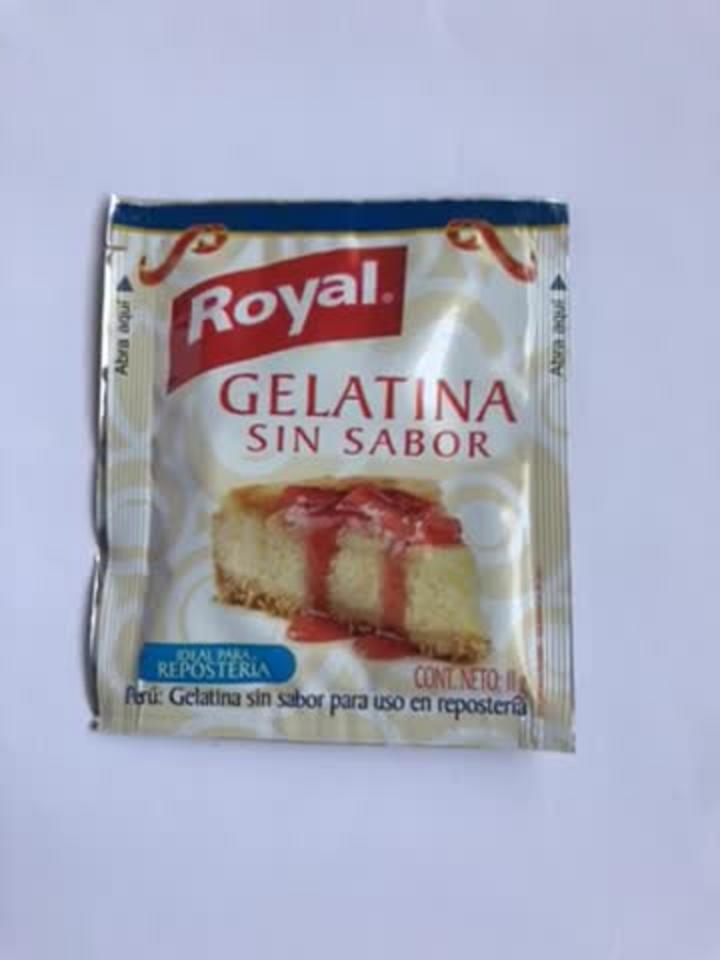 Royal®
GELATINA
SIN SABOR
Abra aquí
Abra aquí
IDEAL PARA
REPOSTERÍA
CONT. NETO:
Perú: Gelatina sin sabor para uso en repostería